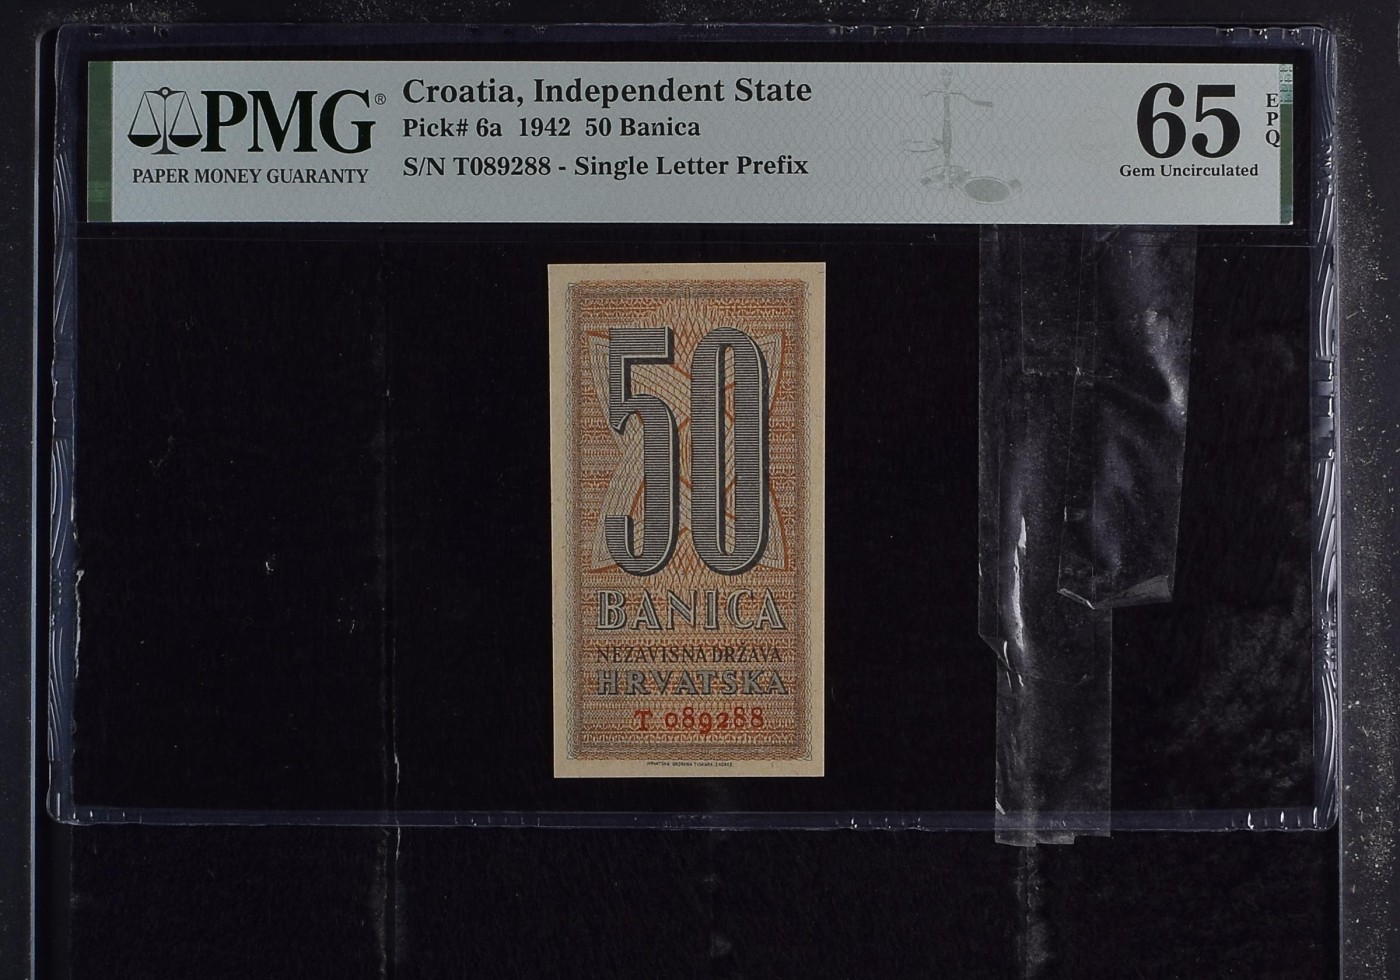 PMG®
PAPER MONEY GUARANTY
Croatia, Independent State
Pick# 6a 1942 50 Banica
S/N T089288 - Single Letter Prefix
65
EPQ
Gem Uncirculated
50
BANICA
NEZAVISNA DRŽAVA
HRVATSKA
T 089288